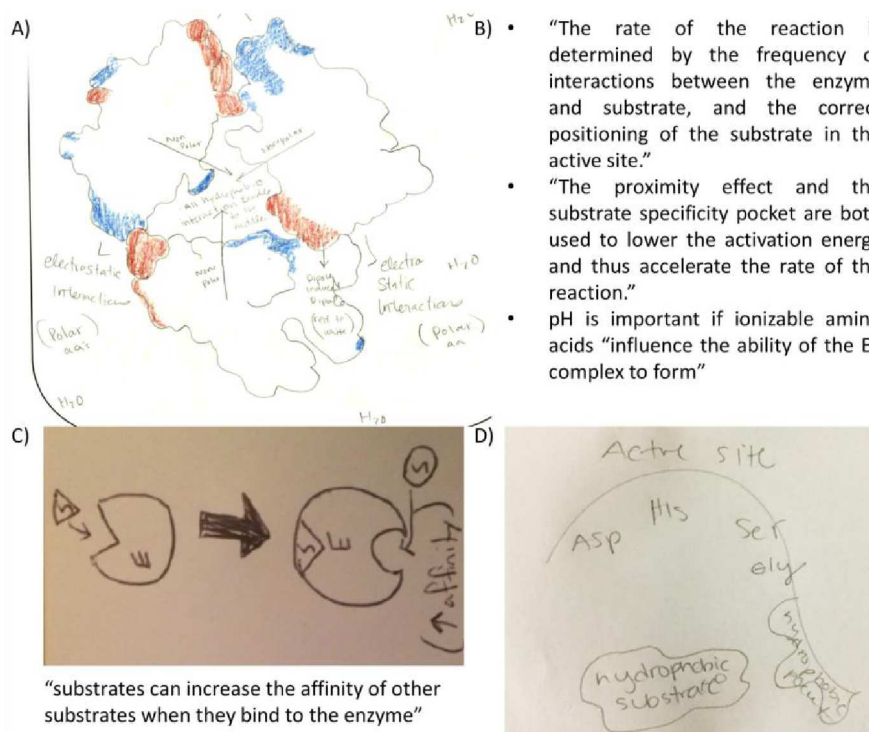 A)
H₂O
Non
Polar
Nonpolar
All hydrophobic
interactions
to the
middle
Non
Polar
electrostatic
Interactions
(Polar)
aa's
Dipole
induced
Dipole
(red to
white)
electro
Static
Interactions
(Polar)
aa
H₂O
H₂O
H₂O
B)
• “The rate of the reaction i
determined by the frequency o
interactions between the enzym
and substrate, and the correc
positioning of the substrate in th
active site.”
• “The proximity effect and th
substrate specificity pocket are bot
used to lower the activation energ
and thus accelerate the rate of th
reaction.”
• pH is important if ionizable amin
acids “influence the ability of the E
complex to form”
C)
S
E
S
E
S
(↑ affinity)
“substrates can increase the affinity of other
substrates when they bind to the enzyme”
D)
Active site
Asp
His
Ser
Gly
hydrophobic
pocket
hydrophobic
substrate